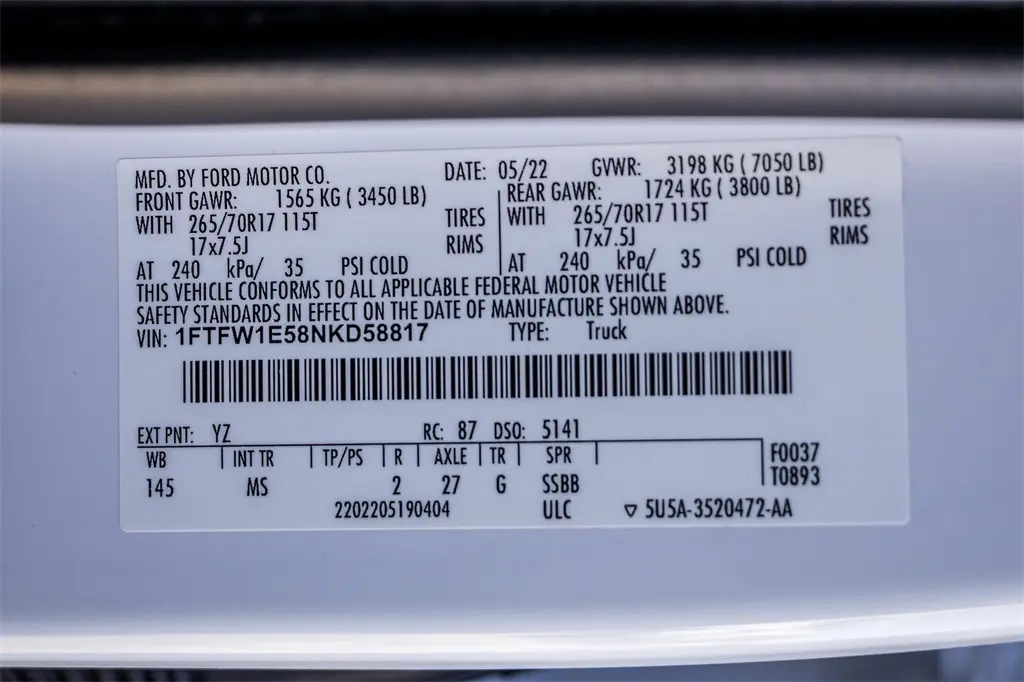 MFD. BY FORD MOTOR CO. DATE: 05/22 GVWR: 3198 KG ( 7050 LB)
FRONT GAWR: 1565 KG ( 3450 LB) REAR GAWR: 1724 KG ( 3800 LB)
WITH 265/70R17 115T TIRES WITH 265/70R17 115T TIRES
17x7.5J RIMS 17x7.5J RIMS
AT 240 kPa/ 35 PSI COLD AT 240 kPa/ 35 PSI COLD
THIS VEHICLE CONFORMS TO ALL APPLICABLE FEDERAL MOTOR VEHICLE
SAFETY STANDARDS IN EFFECT ON THE DATE OF MANUFACTURE SHOWN ABOVE.
VIN: 1FTFW1E58NKD58817 TYPE: Truck
EXT PNT: YZ RC: 87 DSO: 5141
WB INT TR TP/PS R AXLE TR SPR F0037
145 MS 2 27 G SSBB T0893
2202205190404 ULC ▽ 5U5A-3520472-AA